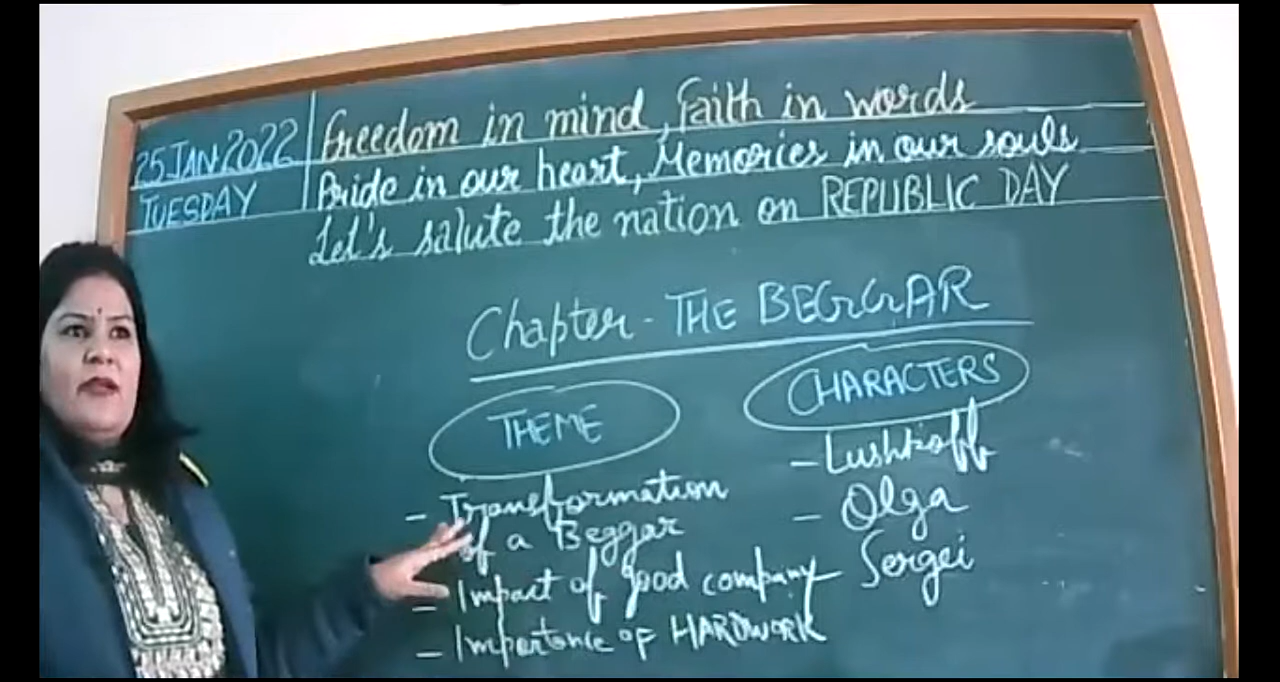 25 JAN 2022
TUESDAY
Freedom in mind, Faith in words
Pride in our heart, Memories in our souls
Let's salute the nation on REPUBLIC DAY
Chapter - THE BEGGAR
THEME
- Transformation
of a Beggar
- Impact of good company
- Importance of HARDWORK
CHARACTERS
- Lushkoff
- Olga
- Sergei